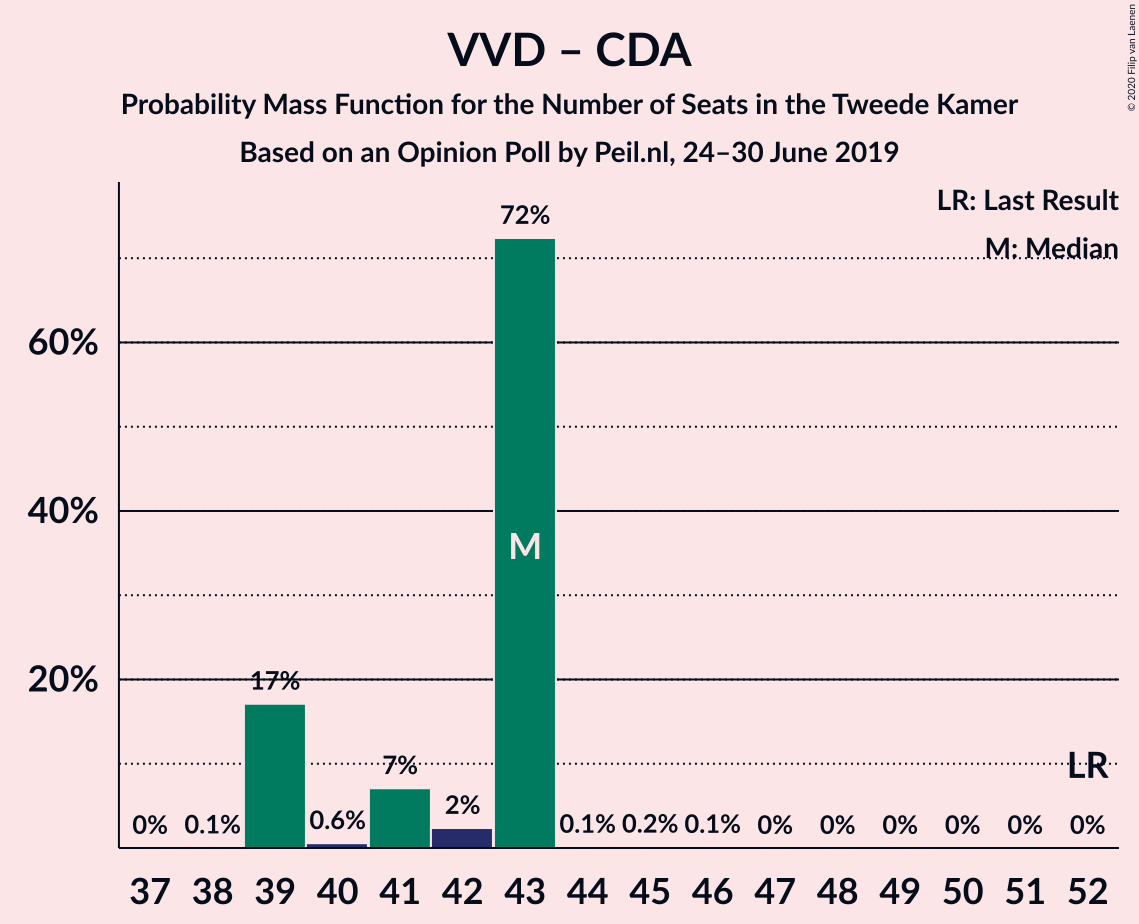 VVD – CDA
Probability Mass Function for the Number of Seats in the Tweede Kamer
Based on an Opinion Poll by Peil.nl, 24–30 June 2019
© 2020 Filip van Laenen
LR: Last Result
M: Median
72%
60%
40%
M
20%
17%
7%
LR
0% 0.1% 0.6% 2% 0.1% 0.2% 0.1% 0% 0% 0% 0% 0% 0%
37 38 39 40 41 42 43 44 45 46 47 48 49 50 51 52